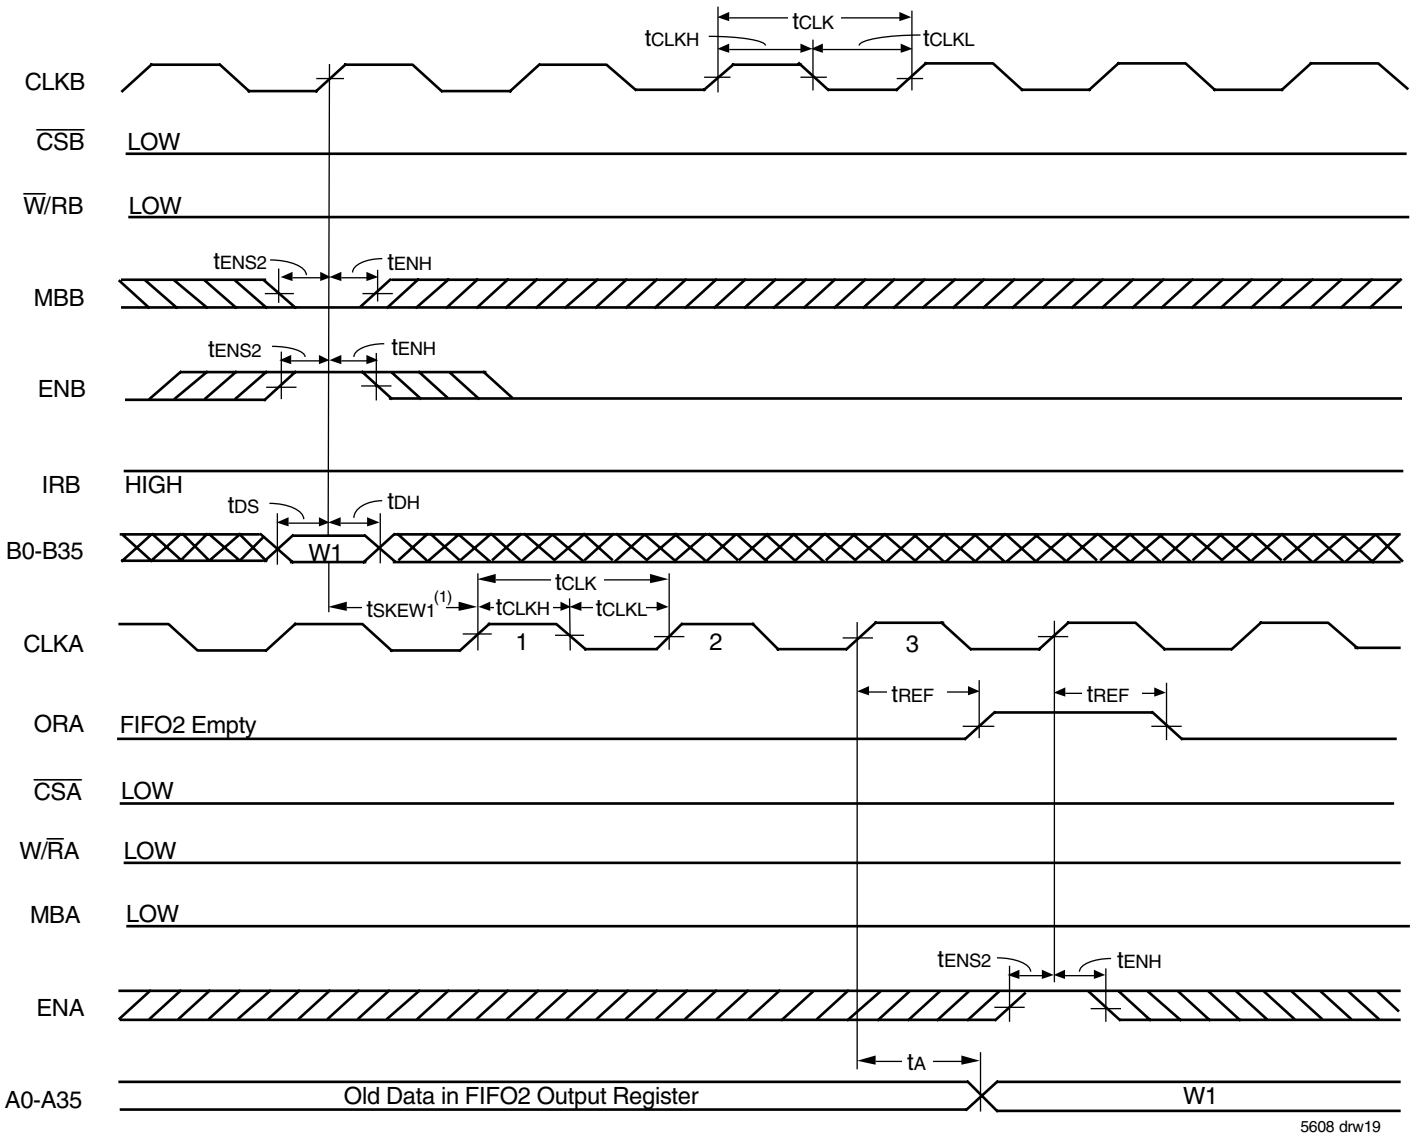 tCLK
tCLKH tCLKL
CLKB
CSB LOW
W/RB LOW
tENS2 tENH
MBB
tENS2 tENH
ENB
IRB HIGH
tDS tDH
B0-B35 W1
tCLK
tSKEW1(1) tCLKH tCLKL
CLKA 1 2 3
tREF tREF
ORA FIFO2 Empty
CSA LOW
W/RA LOW
MBA LOW
tENS2 tENH
ENA
tA
A0-A35 Old Data in FIFO2 Output Register W1
5608 drw19